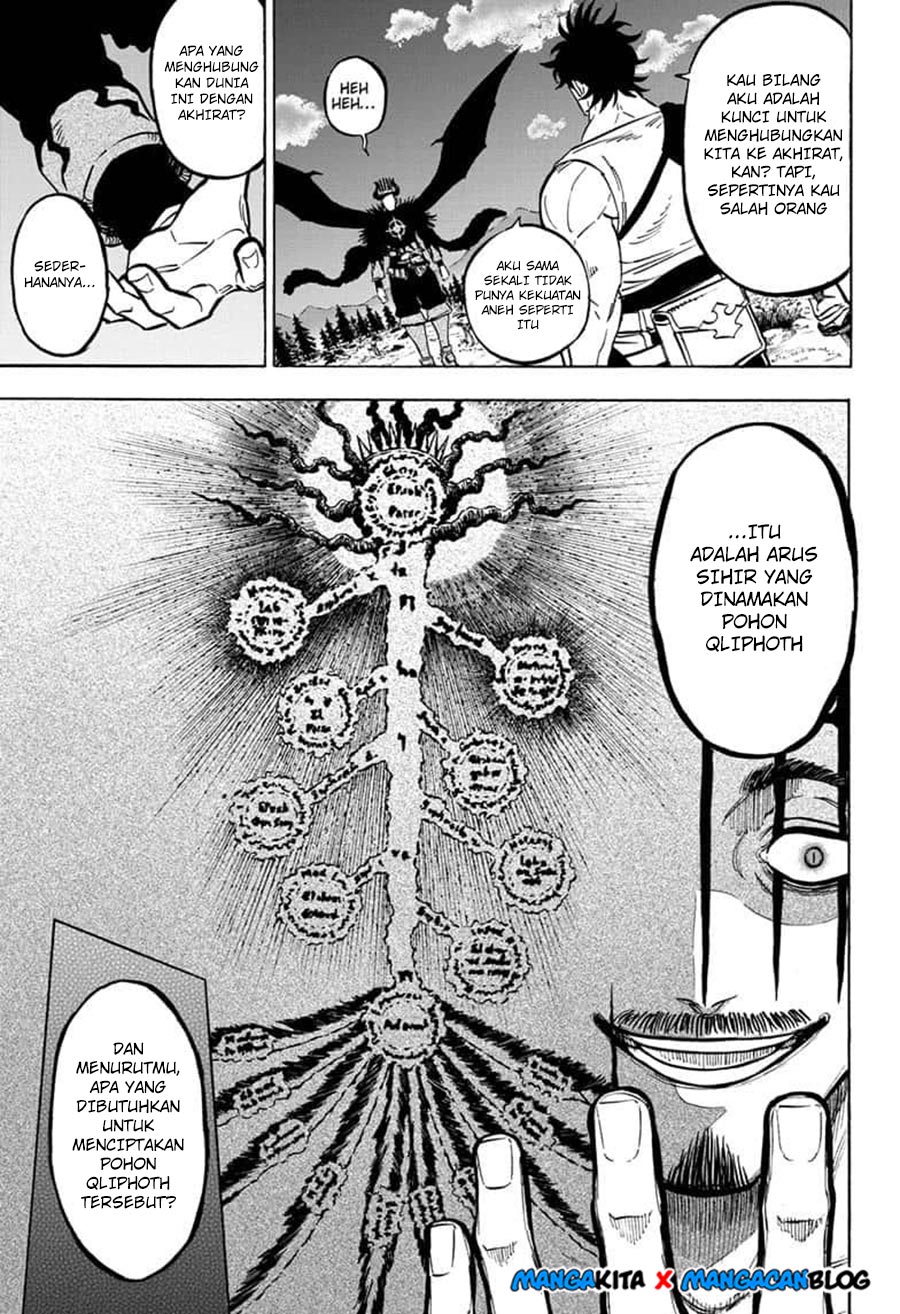 KAU BILANG
AKU ADALAH
KUNCI UNTUK
MENGHUBUNGKAN
KITA KE AKHIRAT,
KAN? TAPI,
SEPERTINYA KAU
SALAH ORANG
HEH
HEH...
AKU SAMA
SEKALI TIDAK
PUNYA KEKUATAN
ANEH SEPERTI
ITU
APA YANG
MENGHUBUNG
KAN DUNIA
INI DENGAN
AKHIRAT?
SEDER-
HANANYA...
...ITU
ADALAH ARUS
SIHIR YANG
DINAMAKAN
POHON
QLIPHOTH
DAN
MENURUTMU,
APA YANG
DIBUTUHKAN
UNTUK
MENCIPTAKAN
POHON
QLIPHOTH
TERSEBUT?
MANGAKITA X MANGACANBLOG